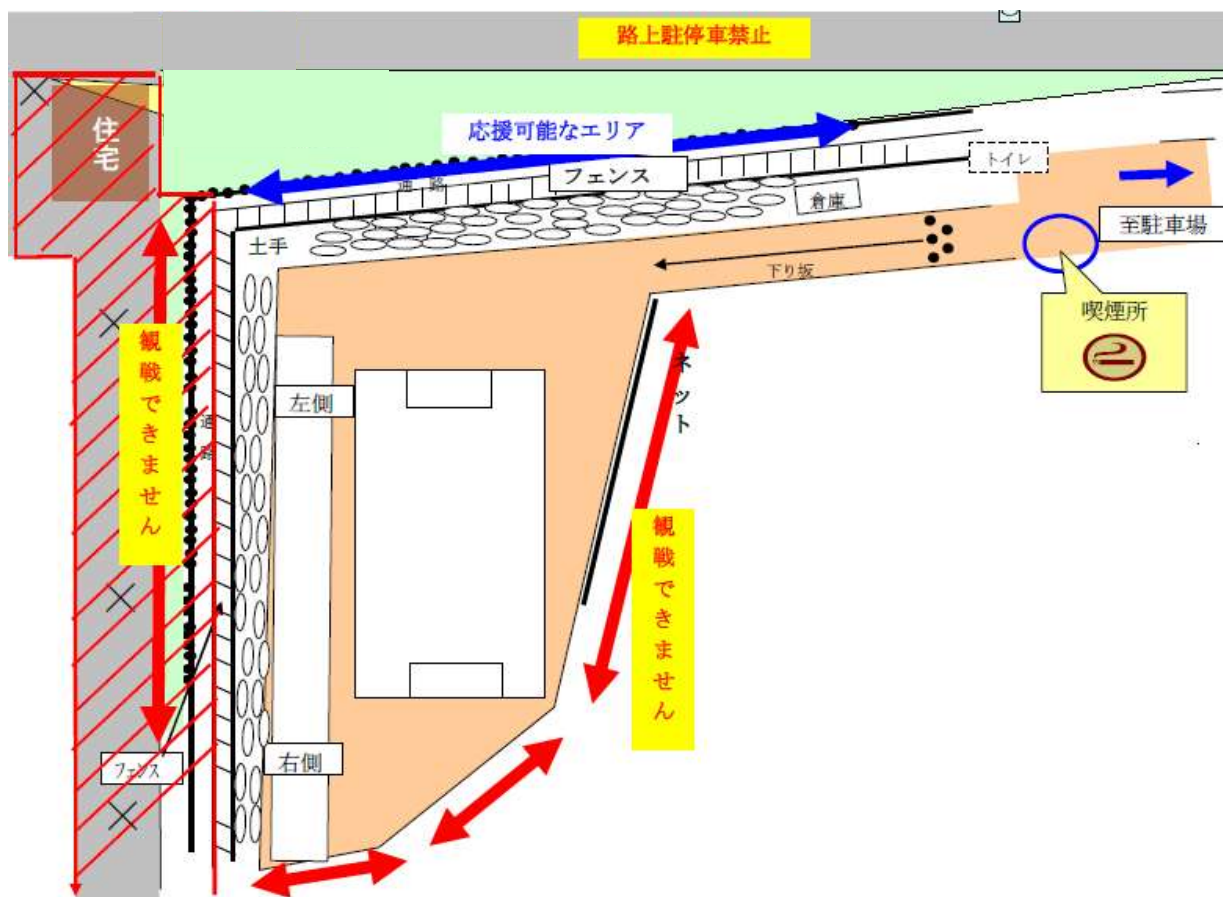 路上駐停車禁止
住宅
応援可能なエリア
通 路
フェンス
トイレ
倉庫
至駐車場
土手
下り坂
喫煙所
観戦できません
ネット
左側
通路
観戦できません
右側
フェンス